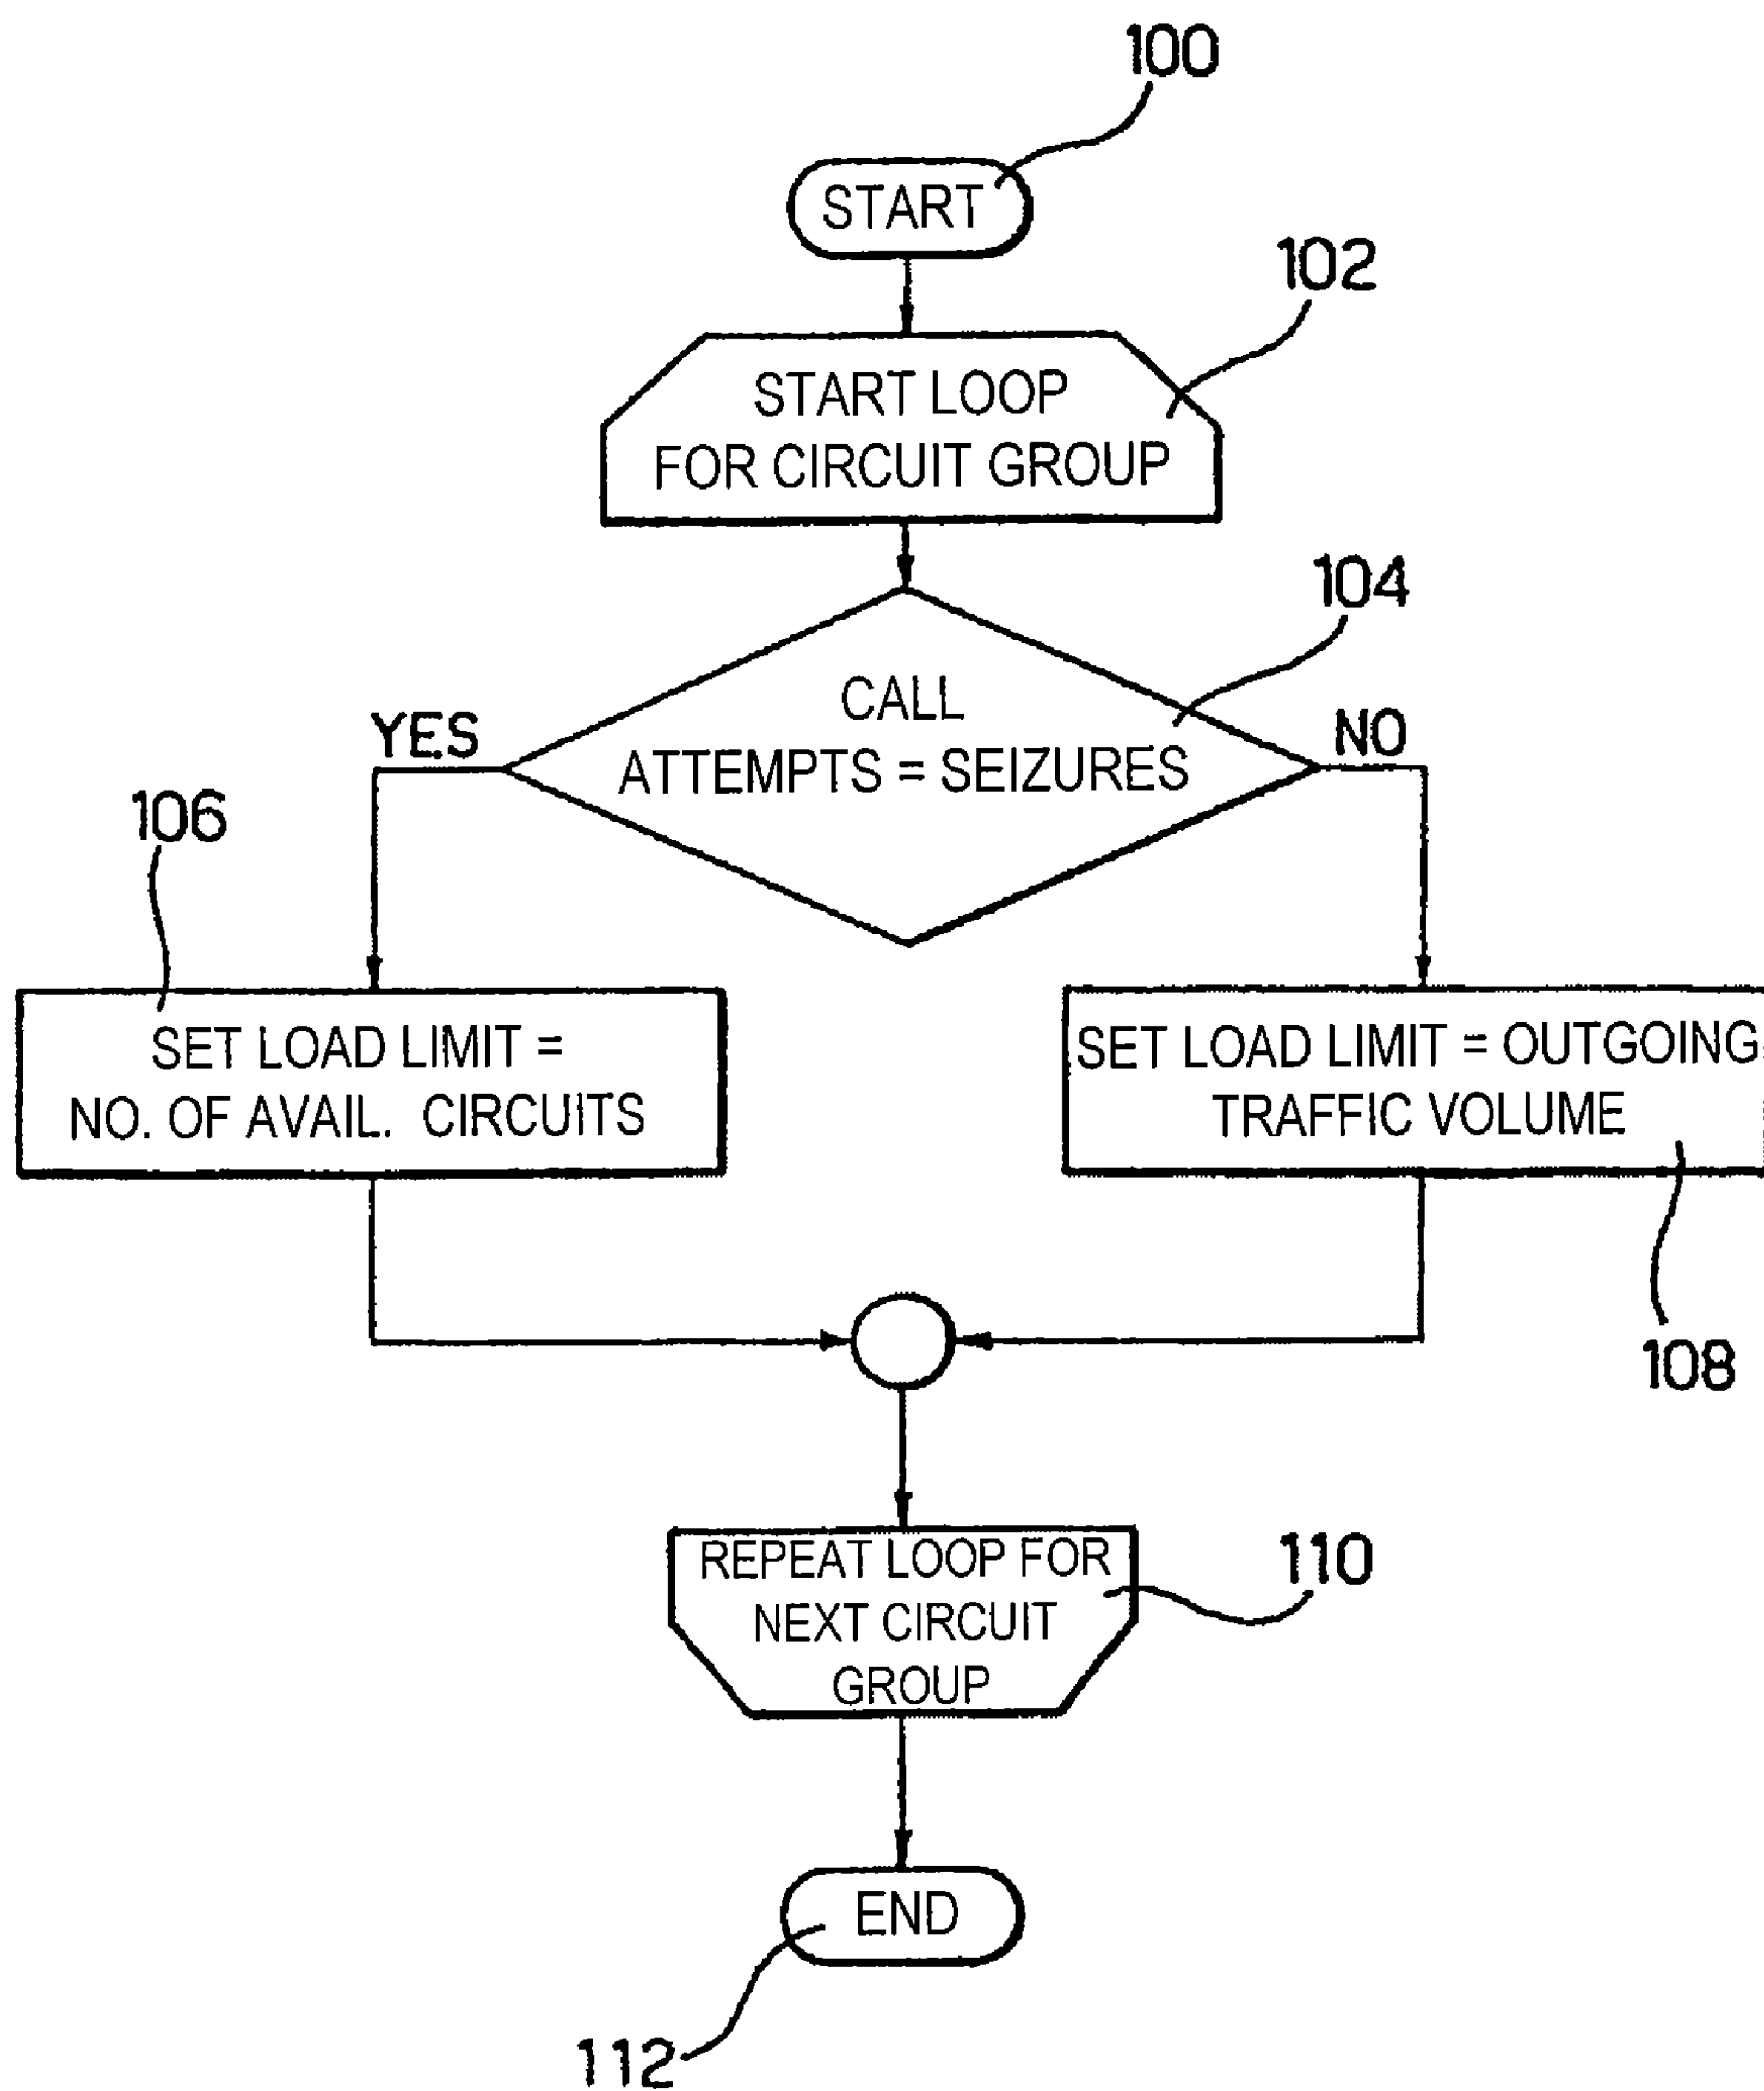 100
START
102
START LOOP
FOR CIRCUIT GROUP
104
CALL
ATTEMPTS = SEIZURES
YES
NO
106
SET LOAD LIMIT =
NO. OF AVAIL. CIRCUITS
SET LOAD LIMIT = OUTGOING
TRAFFIC VOLUME
108
REPEAT LOOP FOR
NEXT CIRCUIT
GROUP
110
END
112